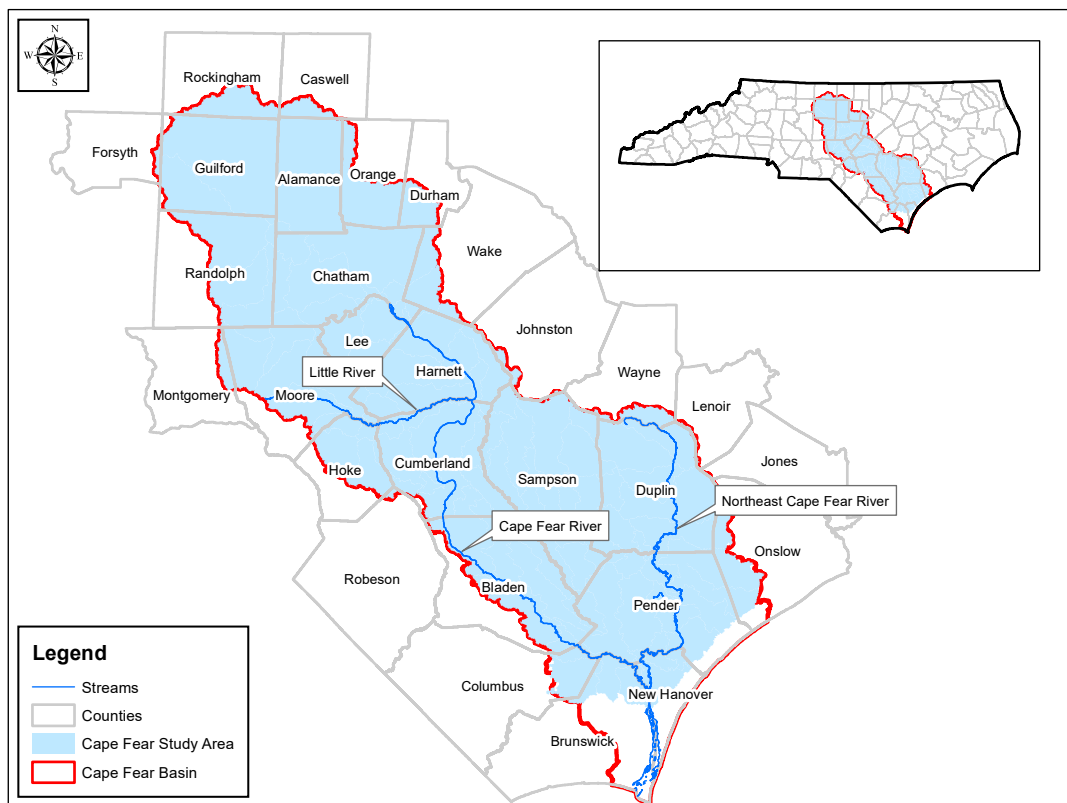 N
W
E
S
Rockingham
Caswell
Forsyth
Guilford
Alamance
Orange
Durham
Wake
Randolph
Chatham
Johnston
Lee
Harnett
Little River
Wayne
Montgomery
Moore
Lenoir
Jones
Hoke
Cumberland
Sampson
Duplin
Northeast Cape Fear River
Cape Fear River
Onslow
Robeson
Bladen
Pender
Columbus
New Hanover
Brunswick
Legend
Streams
Counties
Cape Fear Study Area
Cape Fear Basin